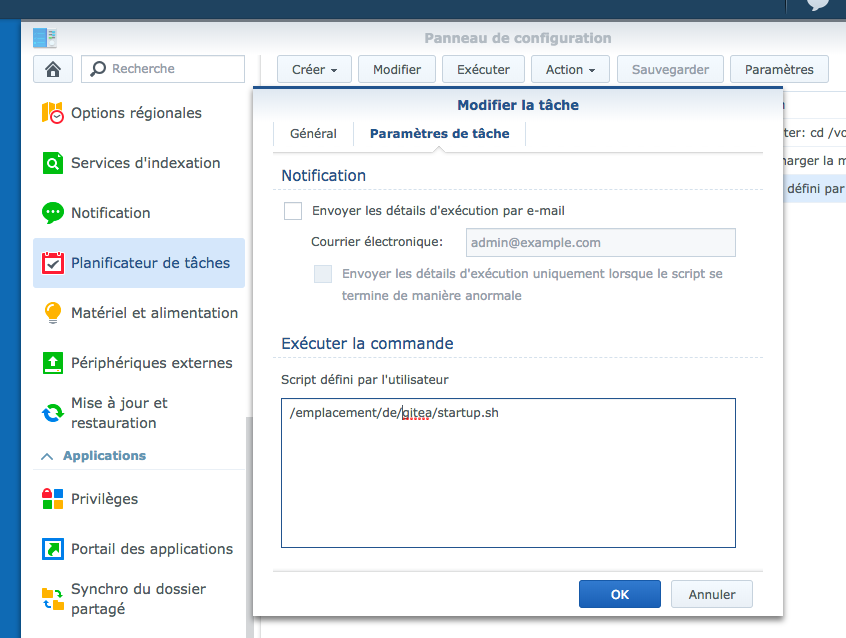 Panneau de configuration
Recherche
Créer
Modifier
Exécuter
Action
Sauvegarder
Paramètres
Options régionales
Services d'indexation
Notification
Planificateur de tâches
Matériel et alimentation
Périphériques externes
Mise à jour et
restauration
Applications
Privilèges
Portail des applications
Synchro du dossier
partagé
Modifier la tâche
Général
Paramètres de tâche
Notification
Envoyer les détails d'exécution par e-mail
Courrier électronique:
admin@example.com
Envoyer les détails d'exécution uniquement lorsque le script se
termine de manière anormale
Exécuter la commande
Script défini par l'utilisateur
/emplacement/de/gitea/startup.sh
OK
Annuler
ter: cd /vo
arger la m
défini par